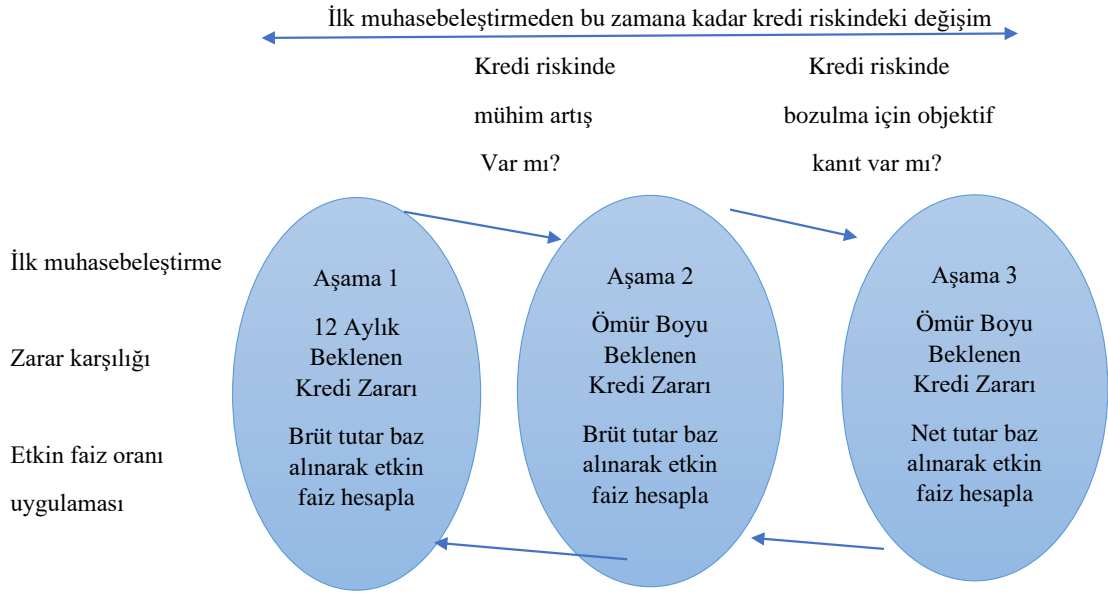 İlk muhasebeleştirmeden bu zamana kadar kredi riskindeki değişim
Kredi riskinde
mühim artış
Var mı?
Kredi riskinde
bozulma için objektif
kanıt var mı?
İlk muhasebeleştirme
Zarar karşılığı
Etkin faiz oranı
uygulaması
Aşama 1
12 Aylık
Beklenen
Kredi Zararı
Brüt tutar baz
alınarak etkin
faiz hesapla
Aşama 2
Ömür Boyu
Beklenen
Kredi Zararı
Brüt tutar baz
alınarak etkin
faiz hesapla
Aşama 3
Ömür Boyu
Beklenen
Kredi Zararı
Net tutar baz
alınarak etkin
faiz hesapla